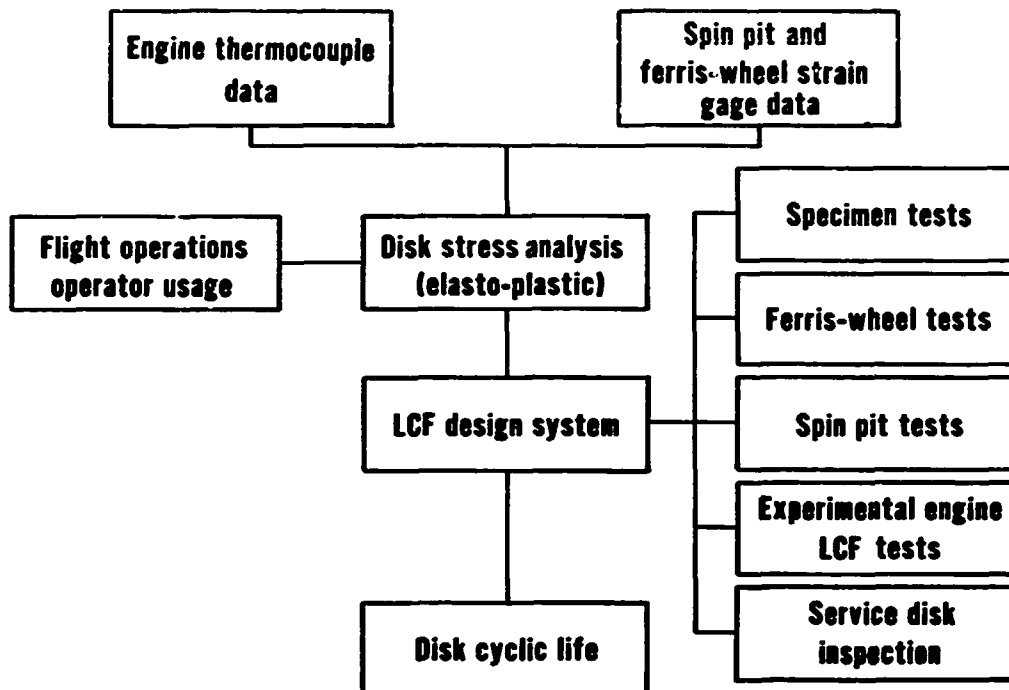 Engine thermocouple
data
Spin pit and
ferris-wheel strain
gage data
Flight operations
operator usage
Disk stress analysis
(elasto-plastic)
LCF design system
Disk cyclic life
Specimen tests
Ferris-wheel tests
Spin pit tests
Experimental engine
LCF tests
Service disk
inspection